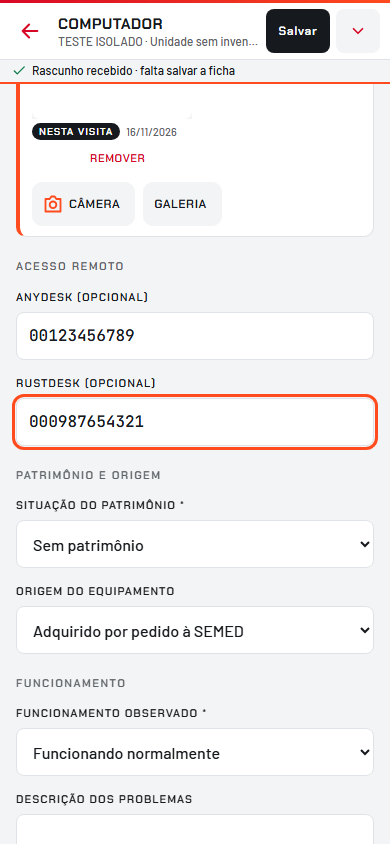 COMPUTADOR
TESTE ISOLADO · Unidade sem inven...
Salvar
Rascunho recebido · falta salvar a ficha
NESTA VISITA 16/11/2026
REMOVER
CÂMERA
GALERIA
ACESSO REMOTO
ANYDESK (OPCIONAL)
00123456789
RUSTDESK (OPCIONAL)
000987654321
PATRIMÔNIO E ORIGEM
SITUAÇÃO DO PATRIMÔNIO *
Sem patrimônio
ORIGEM DO EQUIPAMENTO
Adquirido por pedido à SEMED
FUNCIONAMENTO
FUNCIONAMENTO OBSERVADO *
Funcionando normalmente
DESCRIÇÃO DOS PROBLEMAS